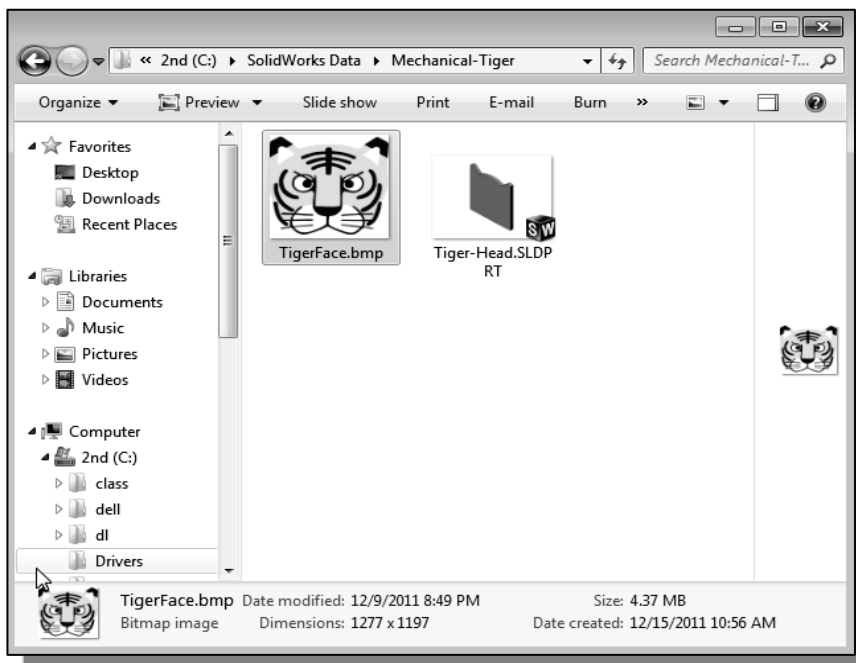 « 2nd (C:) ▸ SolidWorks Data ▸ Mechanical-Tiger
Search Mechanical-T...
Organize Preview Slide show Print E-mail Burn »
Favorites
Desktop
Downloads
Recent Places
Libraries
Documents
Music
Pictures
Videos
Computer
2nd (C:)
class
dell
dl
Drivers
TigerFace.bmp
Tiger-Head.SLDP
RT
SW
TigerFace.bmp Date modified: 12/9/2011 8:49 PM Size: 4.37 MB
Bitmap image Dimensions: 1277 x 1197 Date created: 12/15/2011 10:56 AM